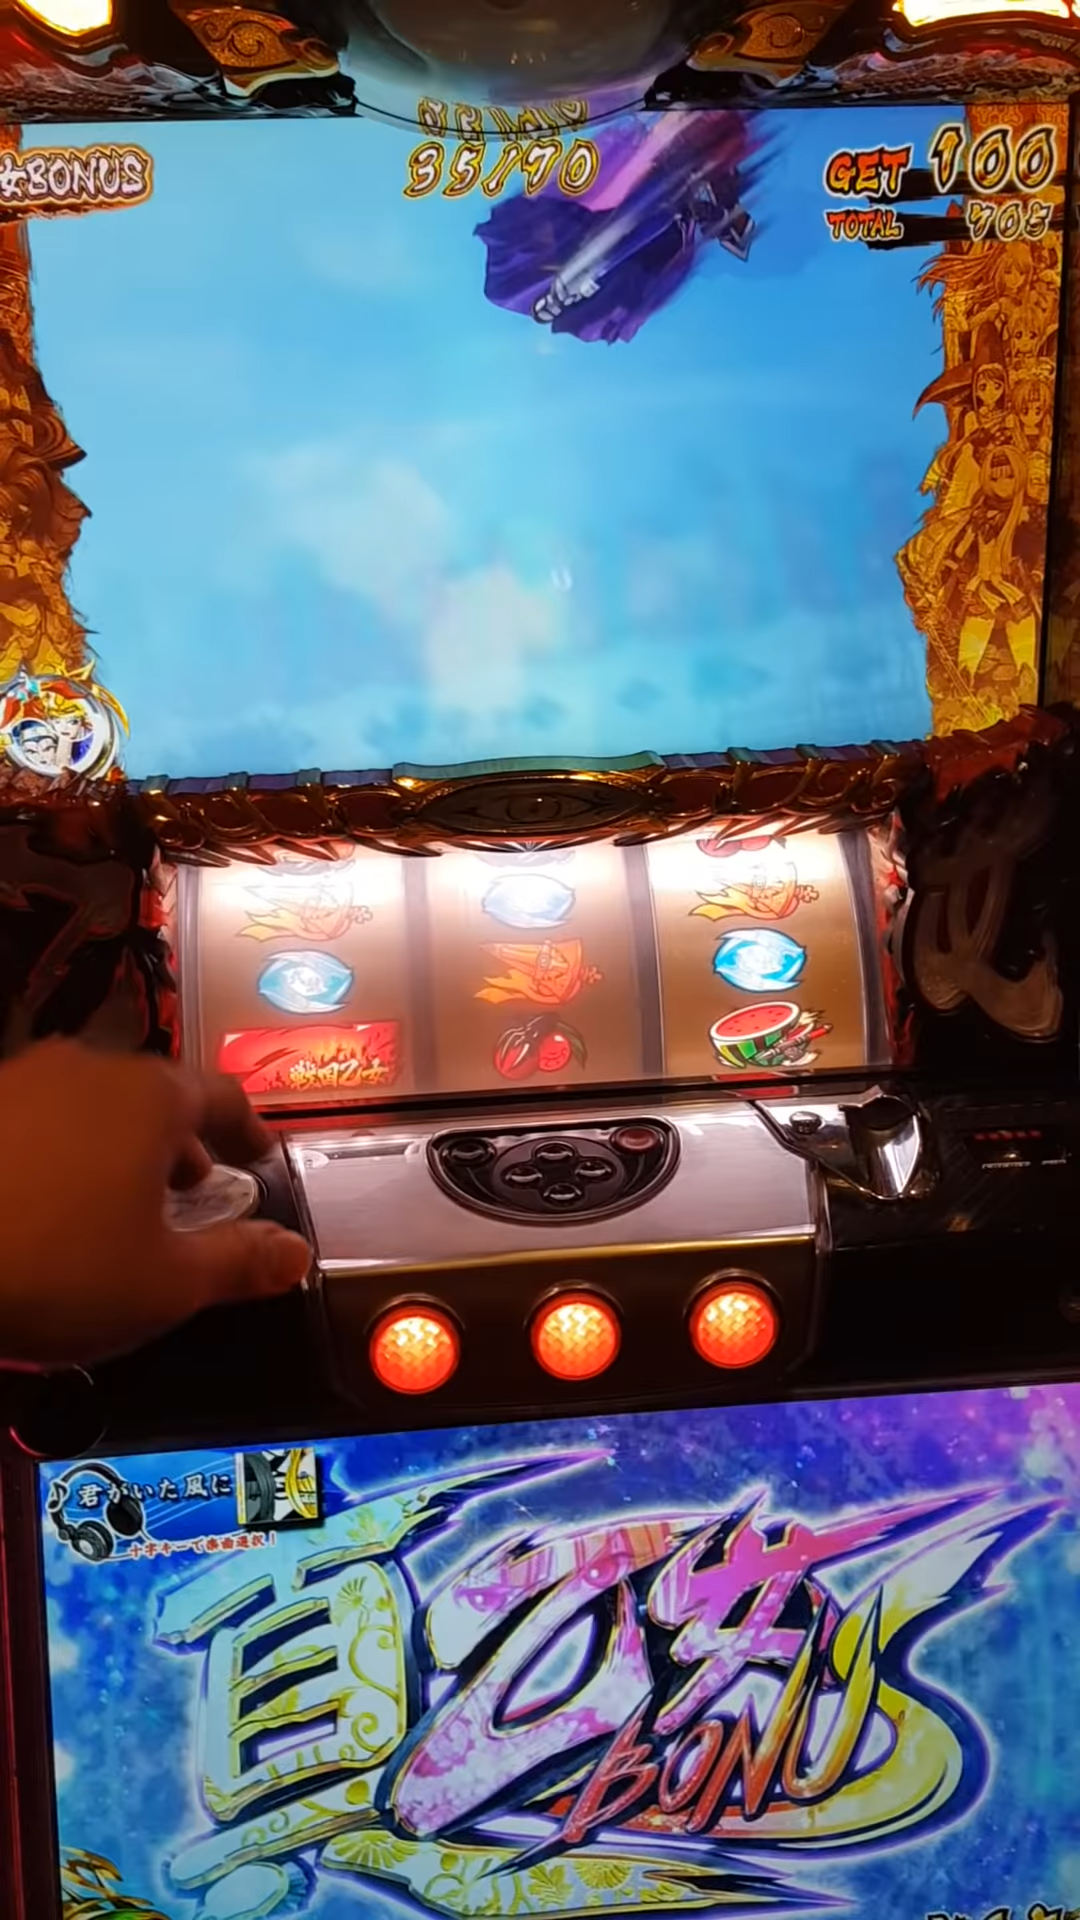 女BONUS
35/70
GET 100
TOTAL 705
戦国乙女
♪君がいた風に
十字キーで楽曲選択!
真乙女
BONUS